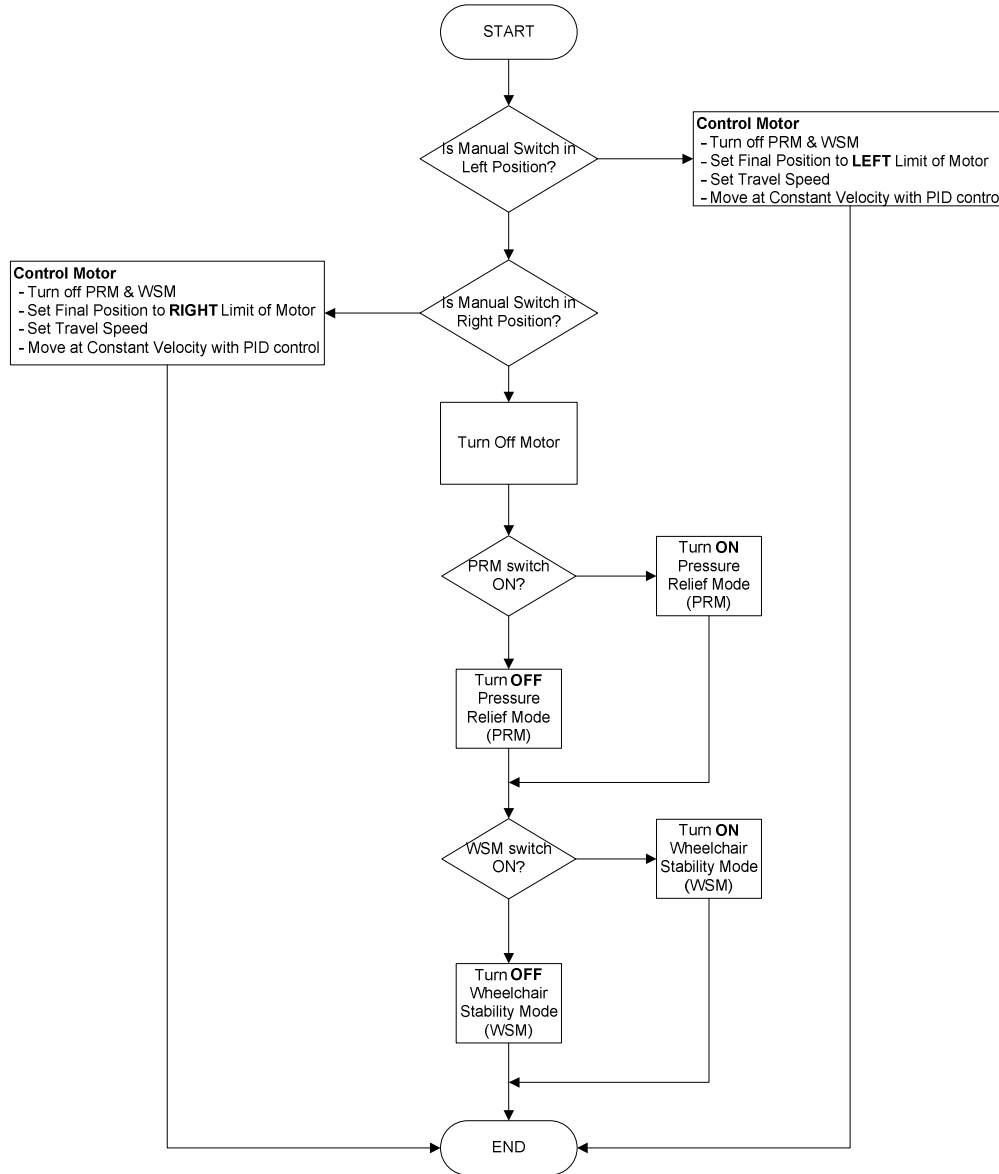 START
Is Manual Switch in
Left Position?
Control Motor
- Turn off PRM & WSM
- Set Final Position to LEFT Limit of Motor
- Set Travel Speed
- Move at Constant Velocity with PID contro
Control Motor
- Turn off PRM & WSM
- Set Final Position to RIGHT Limit of Motor
- Set Travel Speed
- Move at Constant Velocity with PID control
Is Manual Switch in
Right Position?
Turn Off Motor
PRM switch
ON?
Turn ON
Pressure
Relief Mode
(PRM)
Turn OFF
Pressure
Relief Mode
(PRM)
WSM switch
ON?
Turn ON
Wheelchair
Stability Mode
(WSM)
Turn OFF
Wheelchair
Stability Mode
(WSM)
END